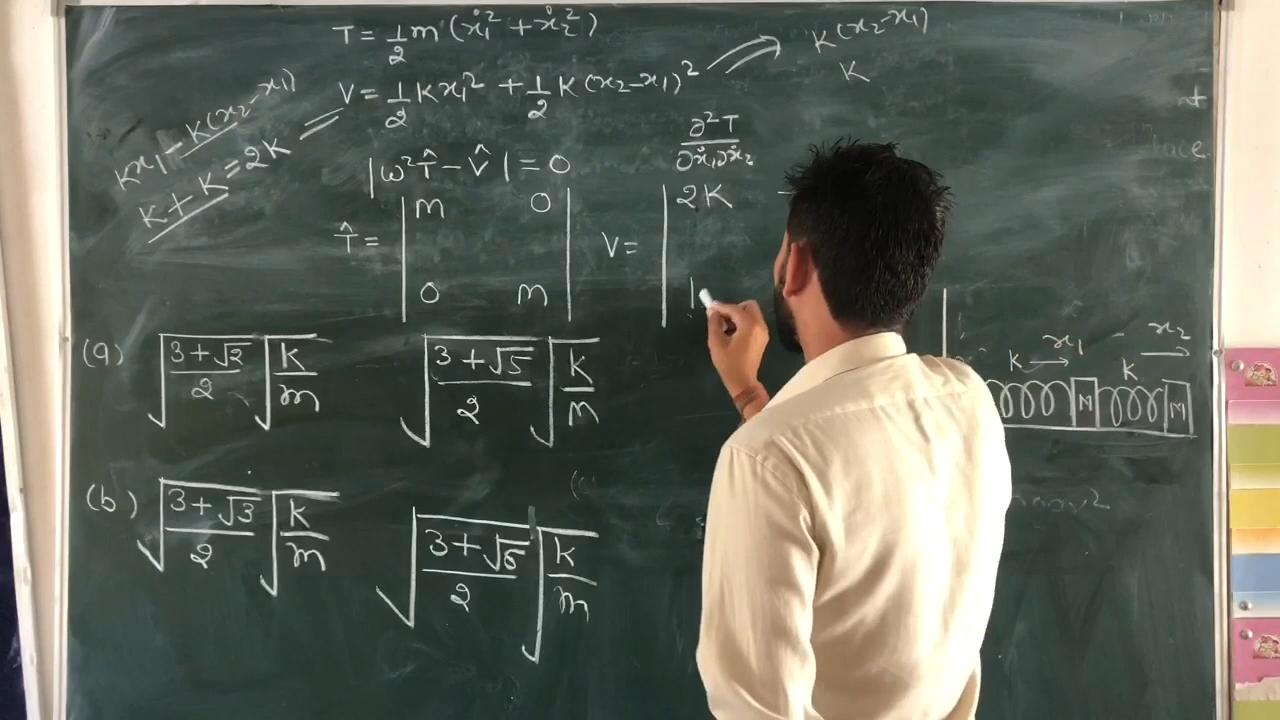 T = 1/2 m (ẋ₁² + ẋ₂²)
V = 1/2 Kx₁² + 1/2 K(x₂-x₁)²
K(x₂-x₁)
K
Kx₁ - K(x₂-x₁)
K + K = 2K
|ω²T̂ - V̂| = 0
∂²T
∂ẋ₁∂ẋ₂
T̂ = | m 0 |
| 0 m |
V = | 2K -
(a) √((3+√2)/2) √(k/m)
√((3+√5)/2) √(k/m)
(b) √((3+√3)/2) √(k/m)
√((3+√6)/2) √(k/m)
K → x₁
K → x₂
M M